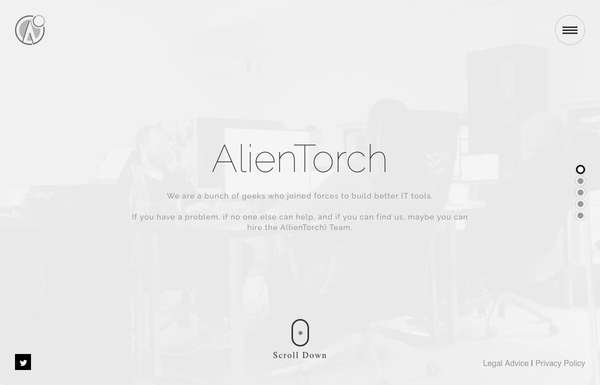 AlienTorch
We are a bunch of geeks who joined forces to build better IT tools.
If you have a problem, if no one else can help, and if you can find us, maybe you can
hire the A(llienTorch) Team.
Scroll Down
Legal Advice | Privacy Policy